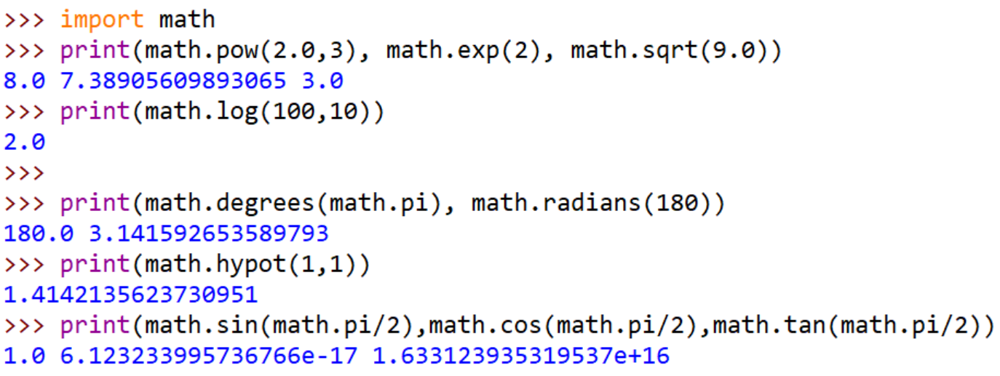 >>> import math
>>> print(math.pow(2.0,3), math.exp(2), math.sqrt(9.0))
8.0 7.38905609893065 3.0
>>> print(math.log(100,10))
2.0
>>>
>>> print(math.degrees(math.pi), math.radians(180))
180.0 3.141592653589793
>>> print(math.hypot(1,1))
1.4142135623730951
>>> print(math.sin(math.pi/2),math.cos(math.pi/2),math.tan(math.pi/2))
1.0 6.123233995736766e-17 1.633123935319537e+16